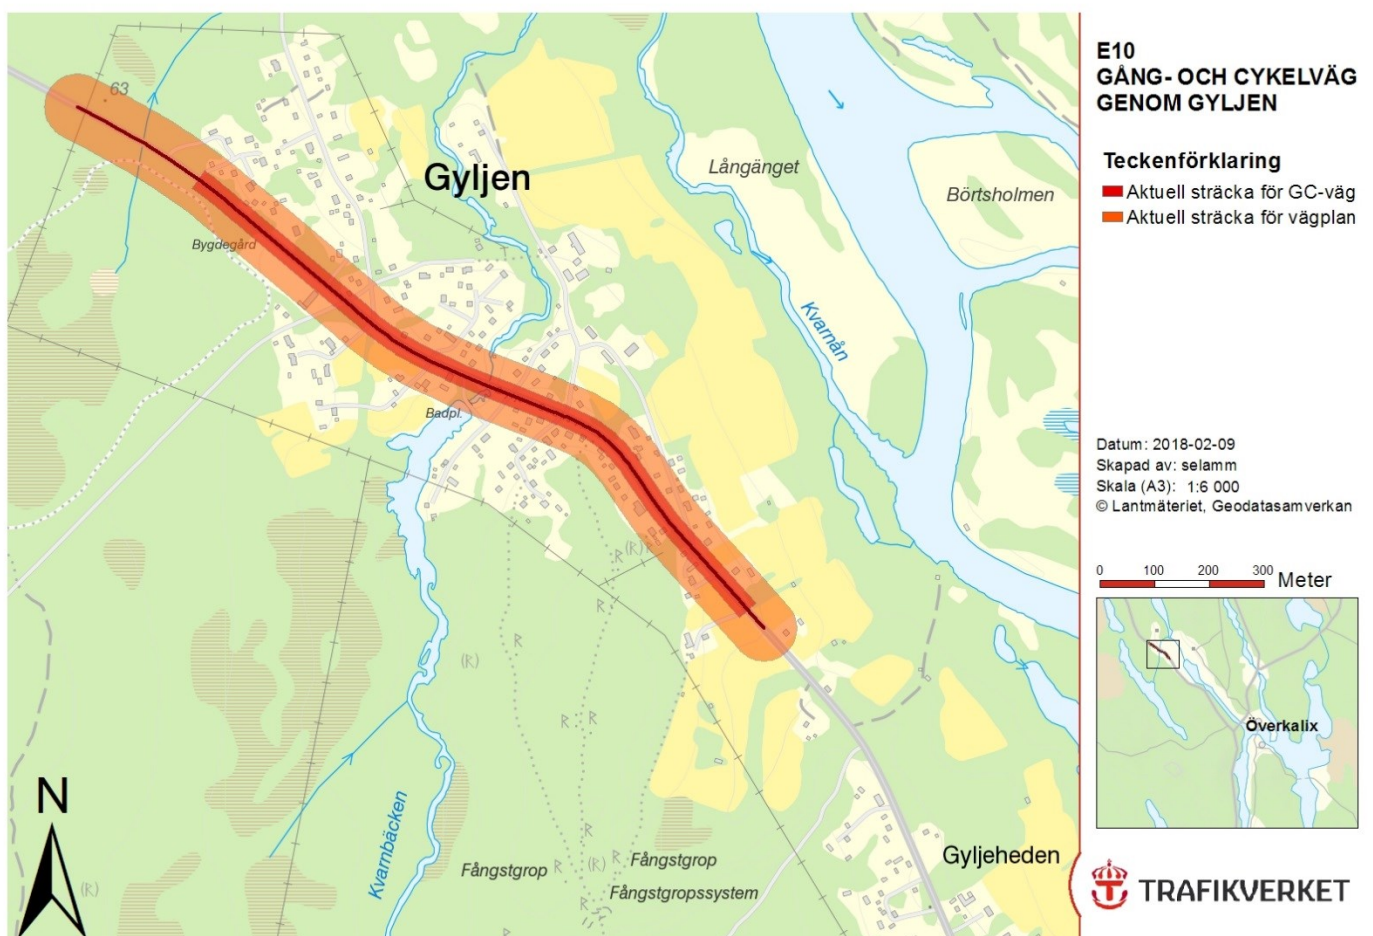 E10
GÅNG- OCH CYKELVÄG
GENOM GYLJEN
Teckenförklaring
Aktuell sträcka för GC-väg
Aktuell sträcka för vägplan
63
Gyljen
Långänget
Börtsholmen
Bygdegård
Kvarnån
Badpl.
(R)
R
R
(R)
R
R
R
R
(R)
(R)
Kvarnbäcken
Fångstgrop
Fångstgrop
Fångstgropssystem
Gyljeheden
N
Datum: 2018-02-09
Skapad av: selamm
Skala (A3): 1:6 000
© Lantmäteriet, Geodatasamverkan
0 100 200 300 Meter
Överkalix
TRAFIKVERKET